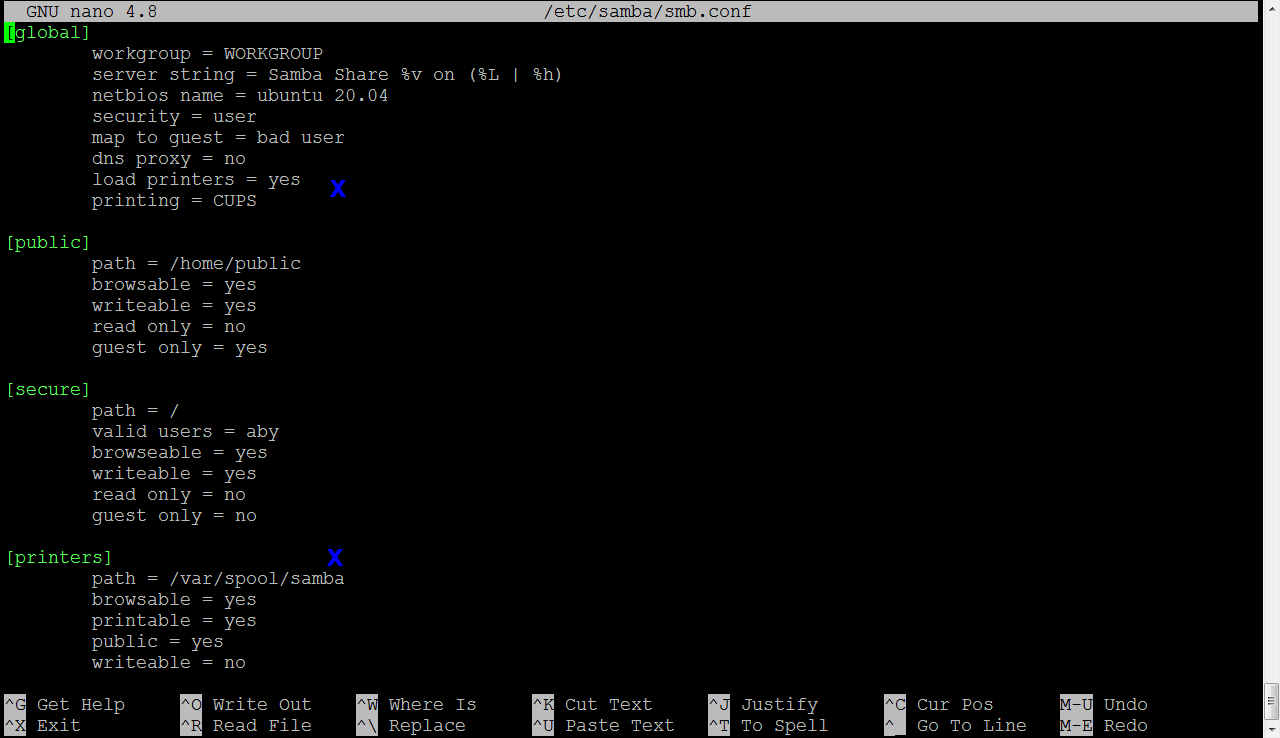 GNU nano 4.8 /etc/samba/smb.conf
[global]
workgroup = WORKGROUP
server string = Samba Share %v on (%L | %h)
netbios name = ubuntu 20.04
security = user
map to guest = bad user
dns proxy = no
load printers = yes
X
printing = CUPS
[public]
path = /home/public
browsable = yes
writeable = yes
read only = no
guest only = yes
[secure]
path = /
valid users = aby
browseable = yes
writeable = yes
read only = no
guest only = no
[printers] X
path = /var/spool/samba
browsable = yes
printable = yes
public = yes
writeable = no
^G Get Help ^O Write Out ^W Where Is ^K Cut Text ^J Justify ^C Cur Pos M-U Undo
^X Exit ^R Read File ^\ Replace ^U Paste Text ^T To Spell ^_ Go To Line M-E Redo